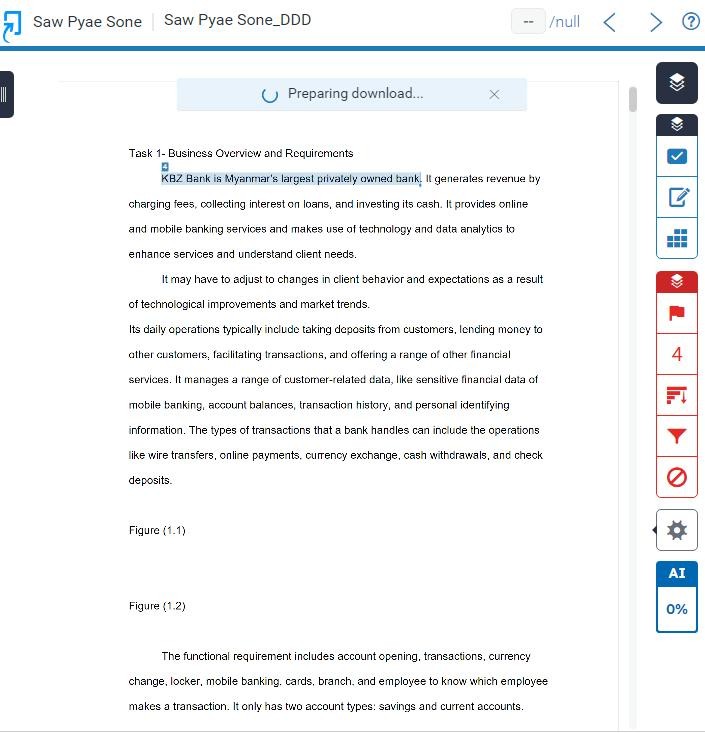 Saw Pyae Sone
Saw Pyae Sone_DDD
--
/null
Preparing download...
Task 1- Business Overview and Requirements
4
KBZ Bank is Myanmar's largest privately owned bank. It generates revenue by
charging fees, collecting interest on loans, and investing its cash. It provides online
and mobile banking services and makes use of technology and data analytics to
enhance services and understand client needs.
It may have to adjust to changes in client behavior and expectations as a result
of technological improvements and market trends.
Its daily operations typically include taking deposits from customers, lending money to
other customers, facilitating transactions, and offering a range of other financial
services. It manages a range of customer-related data, like sensitive financial data of
mobile banking, account balances, transaction history, and personal identifying
information. The types of transactions that a bank handles can include the operations
like wire transfers, online payments, currency exchange, cash withdrawals, and check
deposits.
Figure (1.1)
Figure (1.2)
The functional requirement includes account opening, transactions, currency
change, locker, mobile banking, cards, branch, and employee to know which employee
makes a transaction. It only has two account types: savings and current accounts.
4
AI
0%